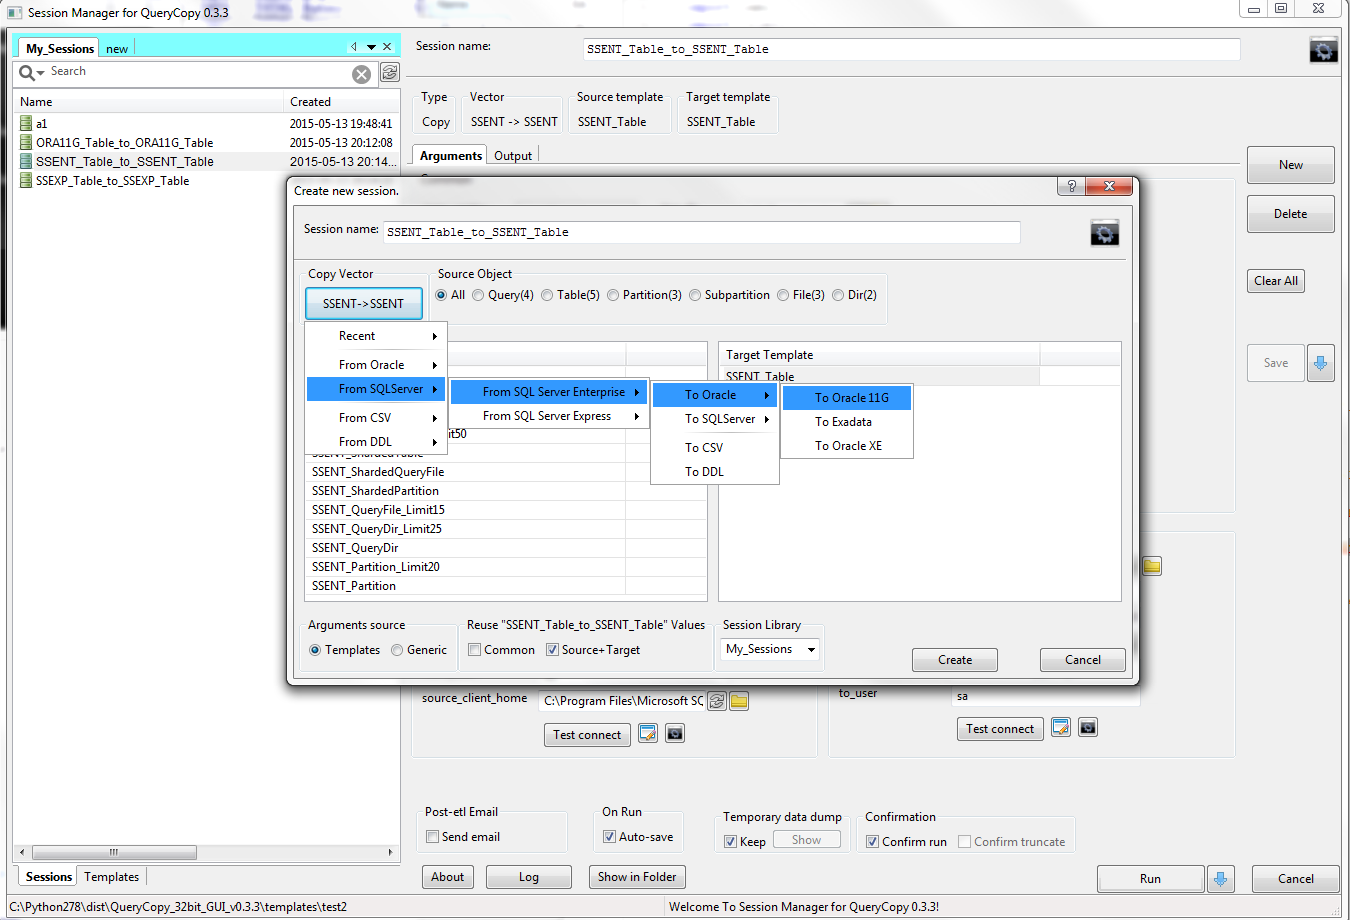 Session Manager for QueryCopy 0.3.3
My_Sessions new
Search
Name Created
a1 2015-05-13 19:48:41
ORA11G_Table_to_ORA11G_Table 2015-05-13 20:12:08
SSENT_Table_to_SSENT_Table 2015-05-13 20:14...
SSEXP_Table_to_SSEXP_Table
Session name: SSENT_Table_to_SSENT_Table
Type Vector Source template Target template
Copy SSENT -> SSENT SSENT_Table SSENT_Table
Arguments Output
New
Delete
Clear All
Save
Create new session.
Session name: SSENT_Table_to_SSENT_Table
Copy Vector Source Object
SSENT->SSENT All Query(4) Table(5) Partition(3) Subpartition File(3) Dir(2)
Recent
From Oracle
From SQLServer
From CSV
From DDL
From SQL Server Enterprise
From SQL Server Express
To Oracle
To SQLServer
To CSV
To DDL
To Oracle 11G
To Exadata
To Oracle XE
Target Template
SSENT_Table
it50
SSENT_ShardedTable
SSENT_ShardedQueryFile
SSENT_ShardedPartition
SSENT_QueryFile_Limit15
SSENT_QueryDir_Limit25
SSENT_QueryDir
SSENT_Partition_Limit20
SSENT_Partition
Arguments source Reuse "SSENT_Table_to_SSENT_Table" Values Session Library
Templates Generic Common Source+Target My_Sessions
Create Cancel
source_client_home C:\Program Files\Microsoft SC
to_user sa
Test connect Test connect
Post-etl Email On Run Temporary data dump Confirmation
Send email Auto-save Keep Show Confirm run Confirm truncate
About Log Show in Folder Run Cancel
Sessions Templates
C:\Python278\dist\QueryCopy_32bit_GUI_v0.3.3\templates\test2 Welcome To Session Manager for QueryCopy 0.3.3!